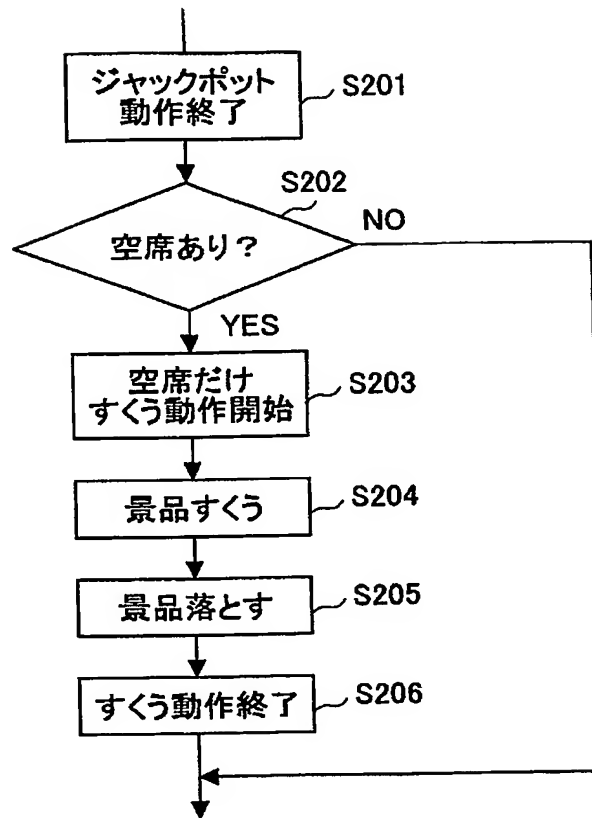 ジャックポット
動作終了
S201
S202
空席あり?
NO
YES
空席だけ
すくう動作開始
S203
景品すくう
S204
景品落とす
S205
すくう動作終了
S206